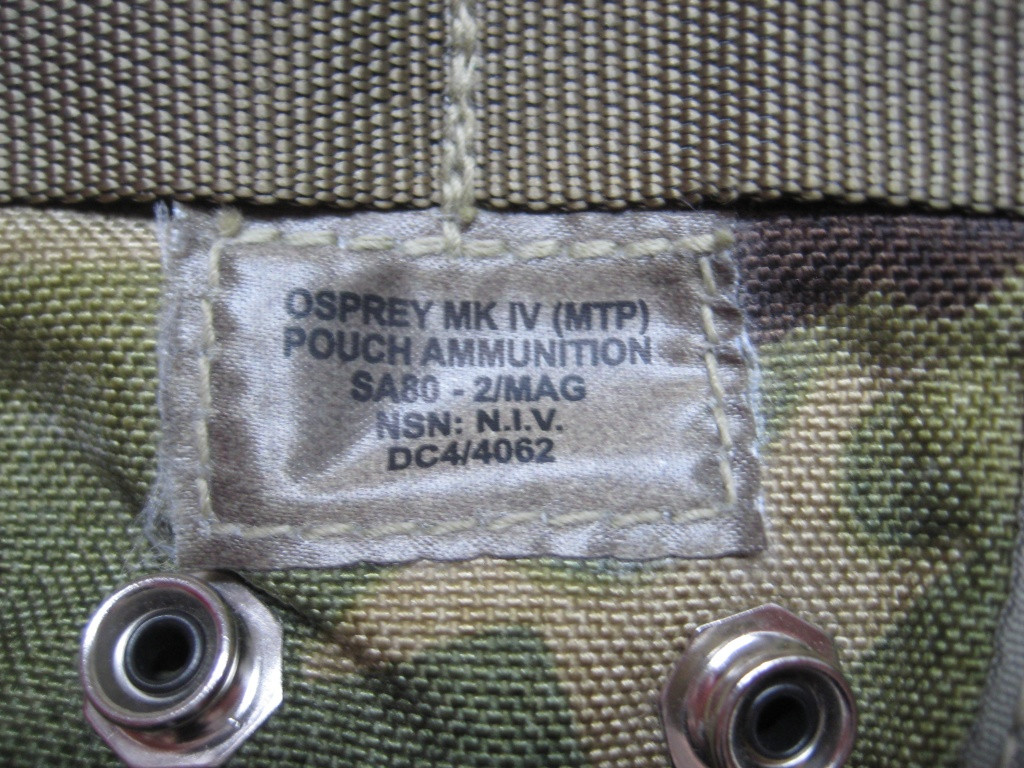 OSPREY MK IV (MTP)
POUCH AMMUNITION
SA80 - 2/MAG
NSN: N.I.V.
DC4/4062